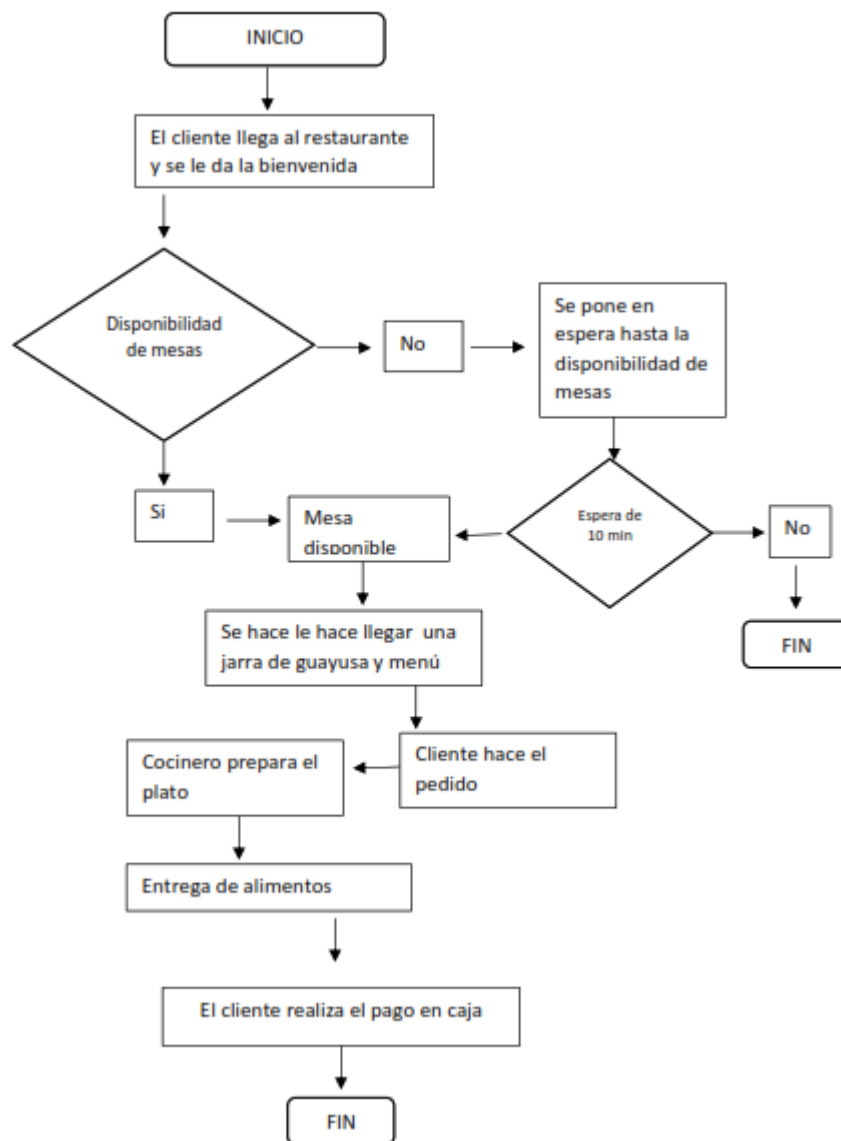 INICIO
El cliente llega al restaurante
y se le da la bienvenida
Disponibilidad
de mesas
No
Se pone en
espera hasta la
disponibilidad de
mesas
Si
Mesa
disponible
Espera de
10 min
No
FIN
Se hace le hace llegar una
jarra de guayusa y menú
Cliente hace el
pedido
Cocinero prepara el
plato
Entrega de alimentos
El cliente realiza el pago en caja
FIN